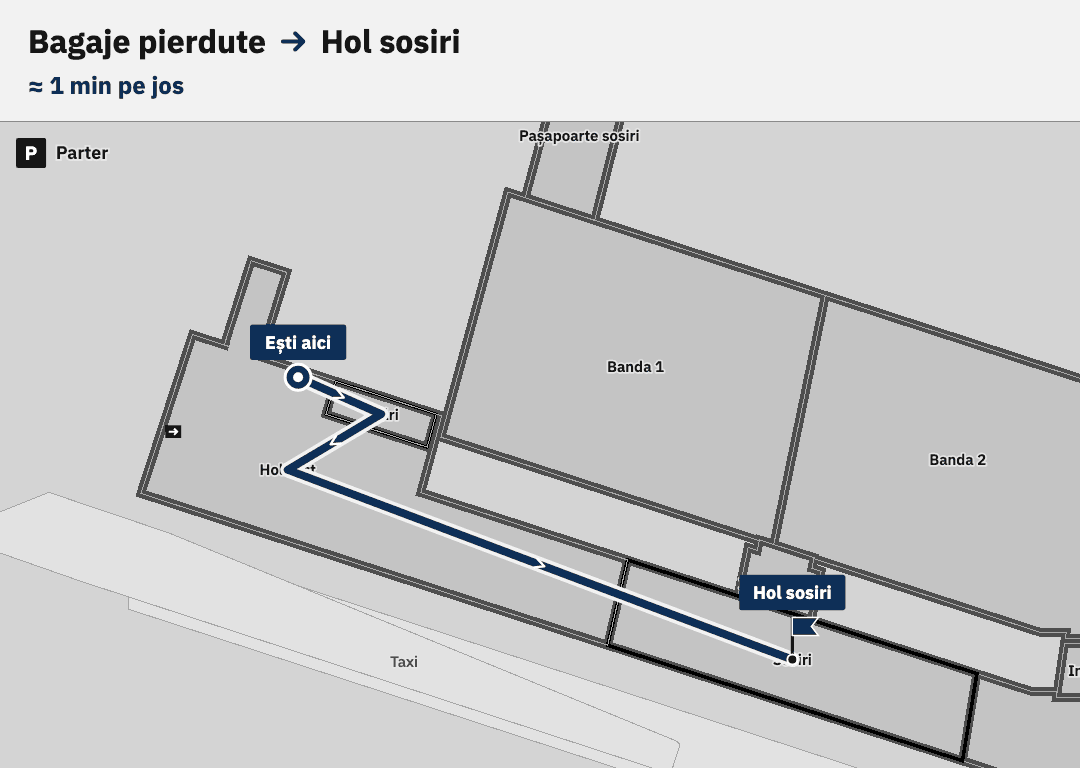 Bagaje pierdute → Hol sosiri
≈ 1 min pe jos
P Parter
Pașapoarte sosiri
Ești aici
Banda 1
Banda 2
Hol sosiri
Taxi